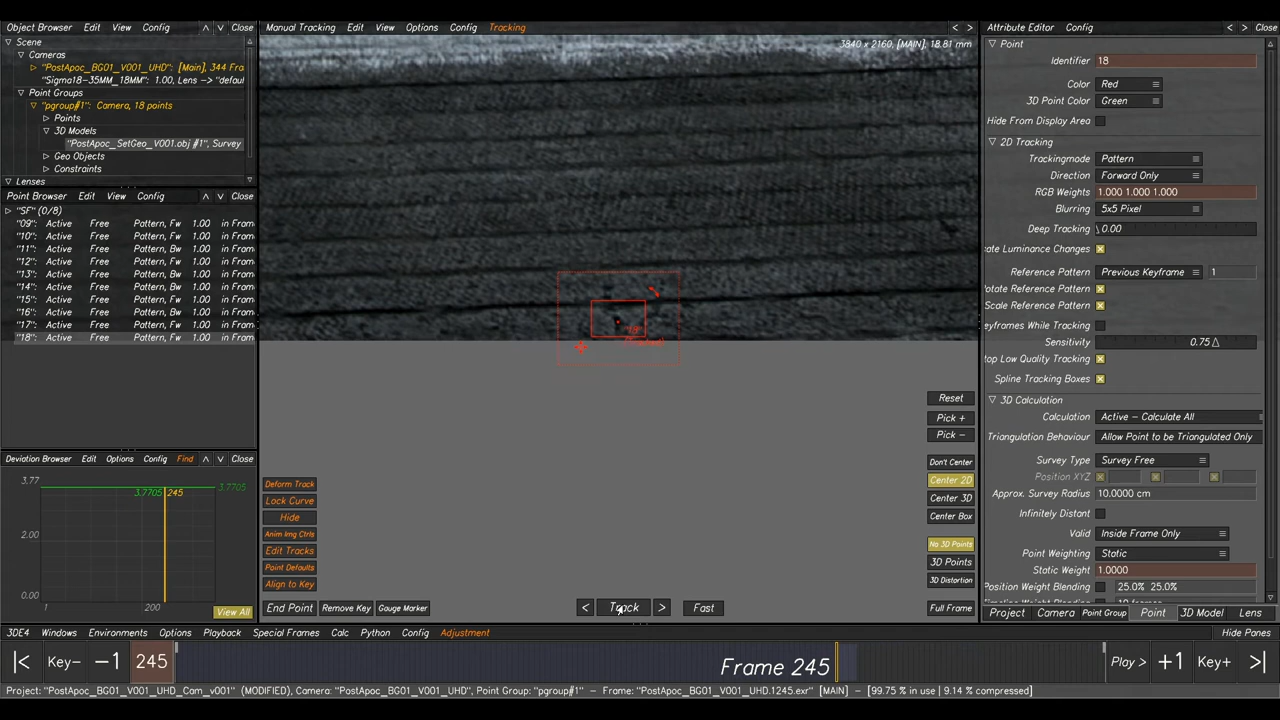 Object Browser Edit View Config Close
Manual Tracking Edit View Options Config Tracking < >
Attribute Editor Config < > Close
Scene
Cameras
"PostApoc_BG01_V001_UHD": [Main], 344 Fra
"Sigma18-35MM_18MM": 1.00, Lens -> "defaul
Point Groups
"pgroup#1": Camera, 18 points
Points
3D Models
"PostApoc_SetGeo_V001.obj #1", Survey
Geo Objects
Constraints
Lenses
Point Browser Edit View Config Close
"SF" (0/8)
"09": Active Free Pattern, Fw 1.00 in Fram
"10": Active Free Pattern, Fw 1.00 in Fram
"11": Active Free Pattern, Bw 1.00 in Fram
"12": Active Free Pattern, Fw 1.00 in Fram
"13": Active Free Pattern, Bw 1.00 in Fram
"14": Active Free Pattern, Bw 1.00 in Fram
"15": Active Free Pattern, Bw 1.00 in Fram
"16": Active Free Pattern, Bw 1.00 in Fram
"17": Active Free Pattern, Fw 1.00 in Fram
"18": Active Free Pattern, Fw 1.00 in Fram
Deviation Browser Edit Options Config Find Close
3.77
2.00
0.00
3.7705 245 3.7705
1 200
View All
3840 x 2160, [MAIN], 18.81 mm
"18"
Deform Track
Lock Curve
Hide
Anim Img Ctrls
Edit Tracks
Point Defaults
Align to Key
End Point Remove Key Gauge Marker < Track > Fast
Reset
Pick +
Pick −
Don't Center
Center 2D
Center 3D
Center Box
No 3D Points
3D Points
3D Distortion
Full Frame
Point
Identifier 18
Color Red
3D Point Color Green
Hide From Display Area
2D Tracking
Trackingmode Pattern
Direction Forward Only
RGB Weights 1.000 1.000 1.000
Blurring 5x5 Pixel
Deep Tracking 0.00
ate Luminance Changes
Reference Pattern Previous Keyframe 1
otate Reference Pattern
Scale Reference Pattern
eyframes While Tracking
Sensitivity 0.75
top Low Quality Tracking
Spline Tracking Boxes
3D Calculation
Calculation Active − Calculate All
Triangulation Behaviour Allow Point to be Triangulated Only
Survey Type Survey Free
Position XYZ
Approx. Survey Radius 10.0000 cm
Infinitely Distant
Valid Inside Frame Only
Point Weighting Static
Static Weight 1.0000
Position Weight Blending 25.0% 25.0%
Project Camera Point Group Point 3D Model Lens
3DE4 Windows Environments Options Playback Special Frames Calc Python Config Adjustment Hide Panes
|< Key− −1 245 Frame 245 Play > +1 Key+ >|
Project: "PostApoc_BG01_V001_UHD_Cam_v001" (MODIFIED), Camera: "PostApoc_BG01_V001_UHD", Point Group: "pgroup#1" − Frame: "PostApoc_BG01_V001_UHD.1245.exr" [MAIN] − [99.75 % in use | 9.14 % compressed]